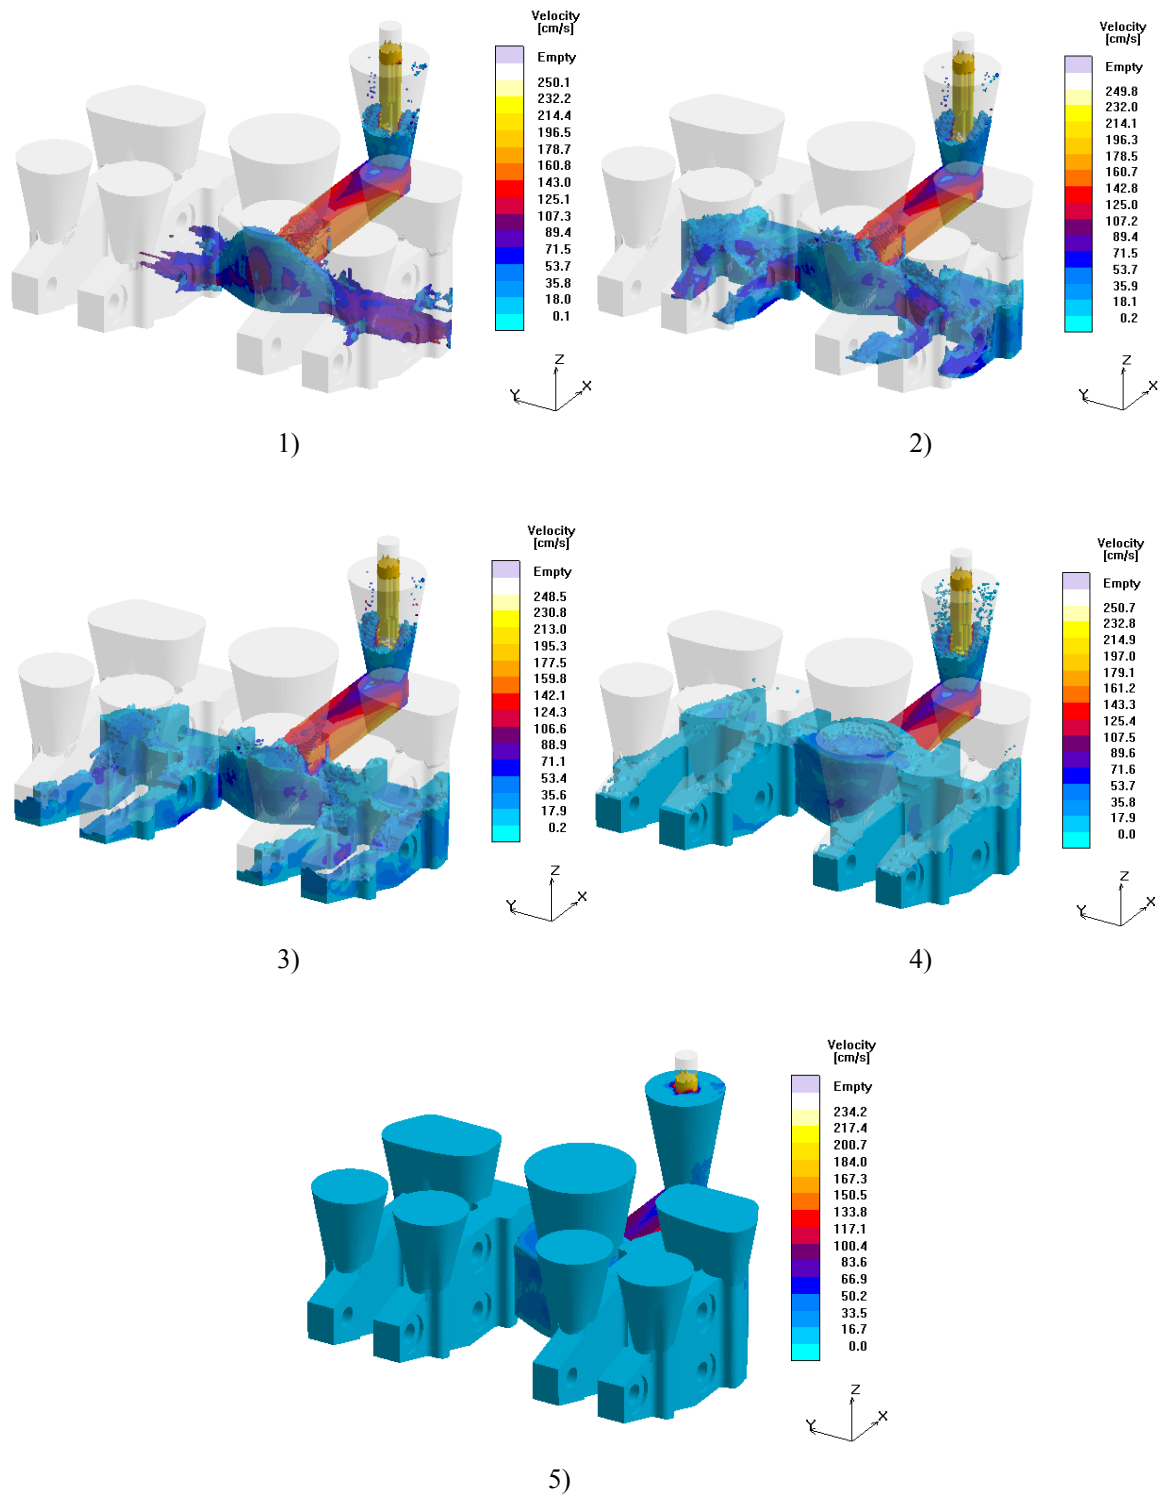 Velocity
[cm/s]
Empty
250.1
232.2
214.4
196.5
178.7
160.8
143.0
125.1
107.3
89.4
71.5
53.7
35.8
18.0
0.1
Z
Y
X
1)
Velocity
[cm/s]
Empty
249.8
232.0
214.1
196.3
178.5
160.7
142.8
125.0
107.2
89.4
71.5
53.7
35.9
18.1
0.2
Z
Y
X
2)
Velocity
[cm/s]
Empty
248.5
230.8
213.0
195.3
177.5
159.8
142.1
124.3
106.6
88.9
71.1
53.4
35.6
17.9
0.2
Z
Y
X
3)
Velocity
[cm/s]
Empty
250.7
232.8
214.9
197.0
179.1
161.2
143.3
125.4
107.5
89.6
71.6
53.7
35.8
17.9
0.0
Z
Y
X
4)
Velocity
[cm/s]
Empty
234.2
217.4
200.7
184.0
167.3
150.5
133.8
117.1
100.4
83.6
66.9
50.2
33.5
16.7
0.0
Z
Y
X
5)